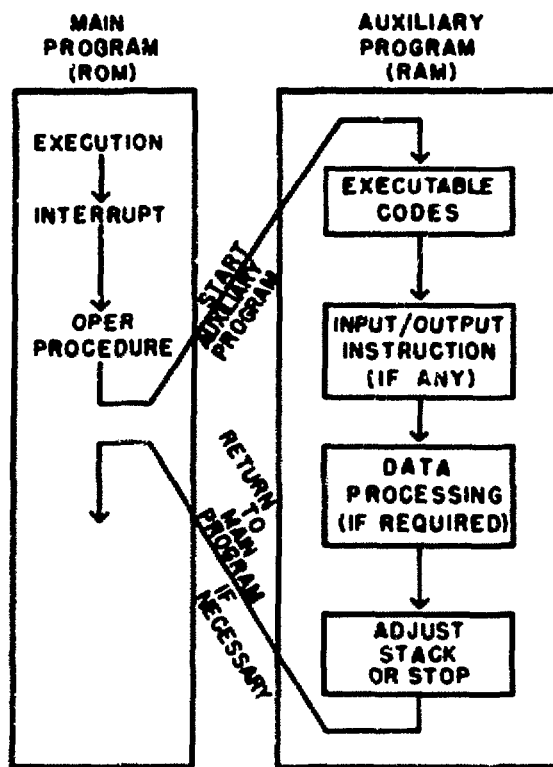 MAIN
PROGRAM
(ROM)
EXECUTION
INTERRUPT
OPER
PROCEDURE
START
AUXILIARY
PROGRAM
RETURN
TO
MAIN
PROGRAM
IF
NECESSARY
AUXILIARY
PROGRAM
(RAM)
EXECUTABLE
CODES
INPUT/OUTPUT
INSTRUCTION
(IF ANY)
DATA
PROCESSING
(IF REQUIRED)
ADJUST
STACK
OR STOP